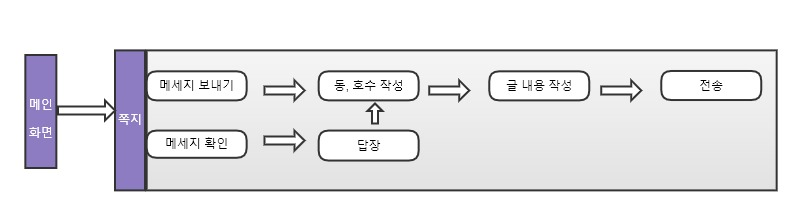 메인
화면
쪽지
메세지 보내기
동, 호수 작성
글 내용 작성
전송
메세지 확인
답장